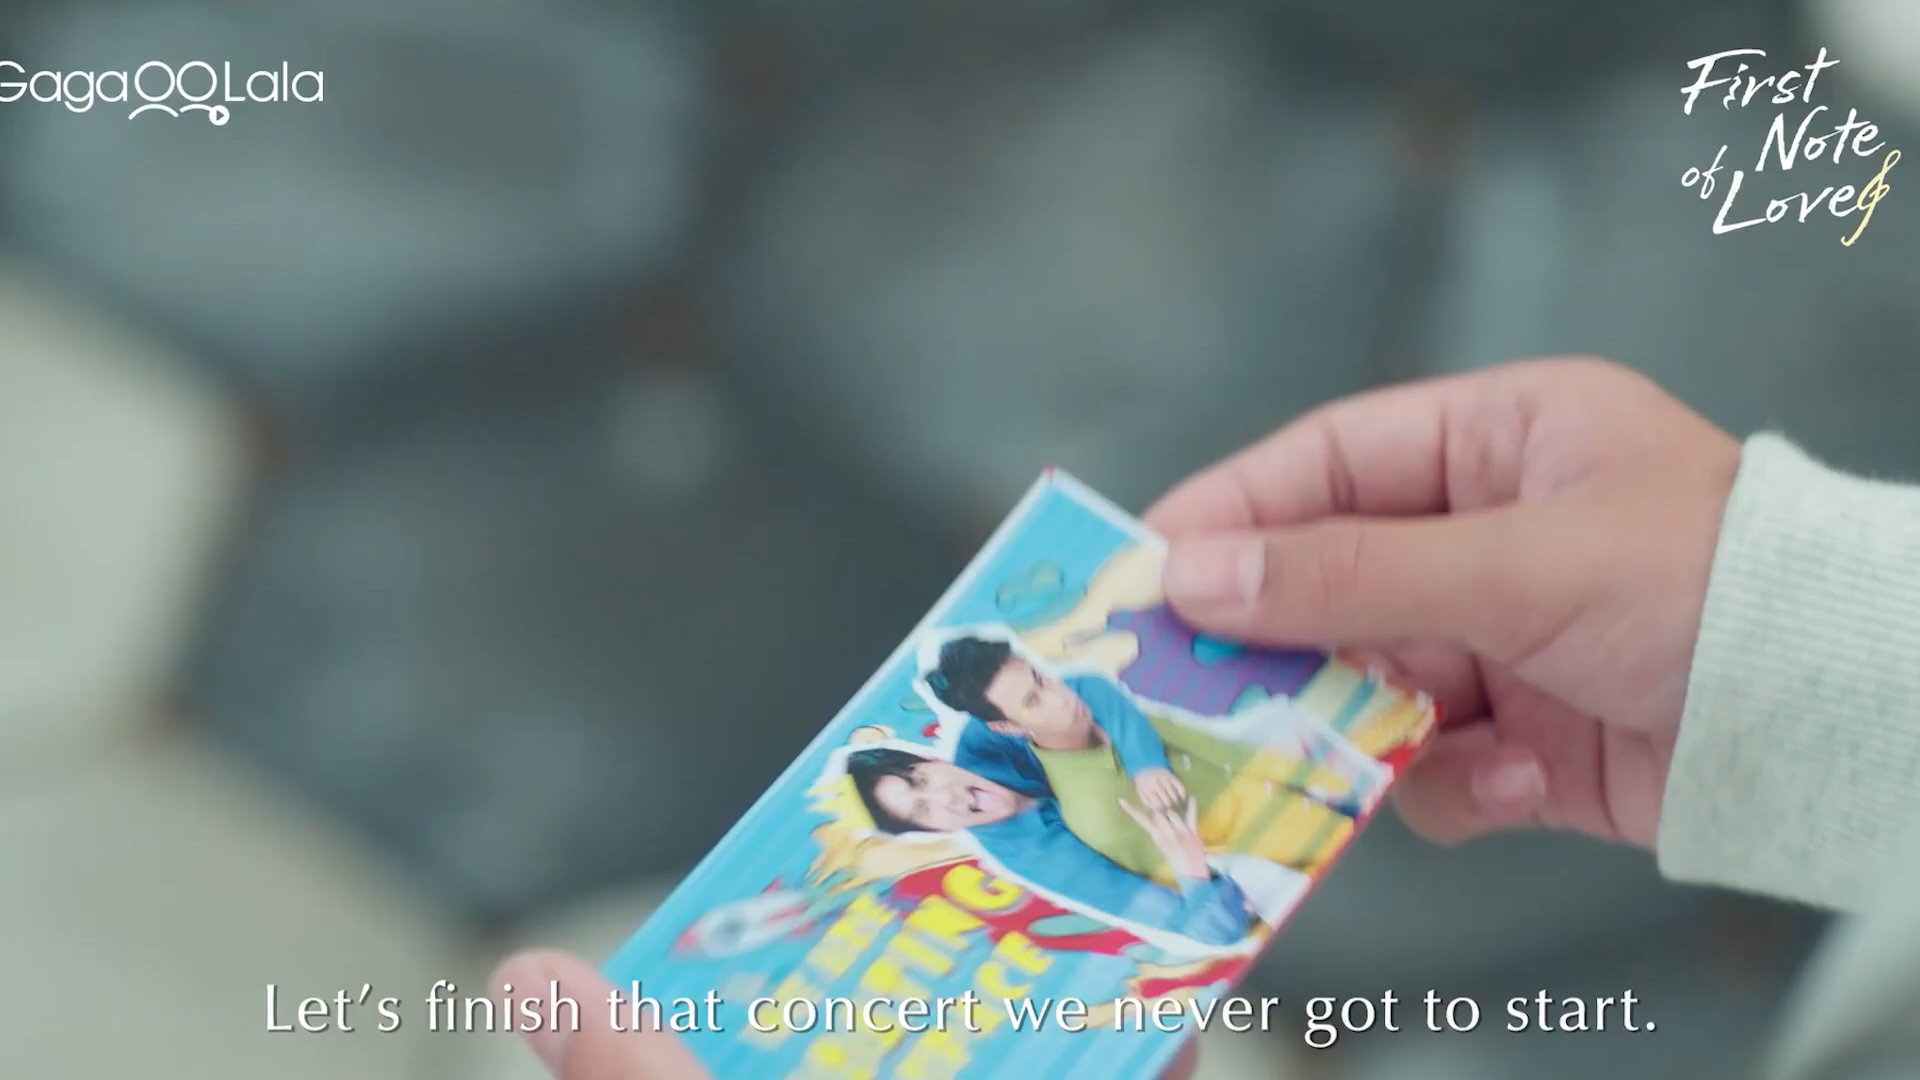 GagaOOLala
First
Note
of
Love
Let's finish that concert we never got to start.